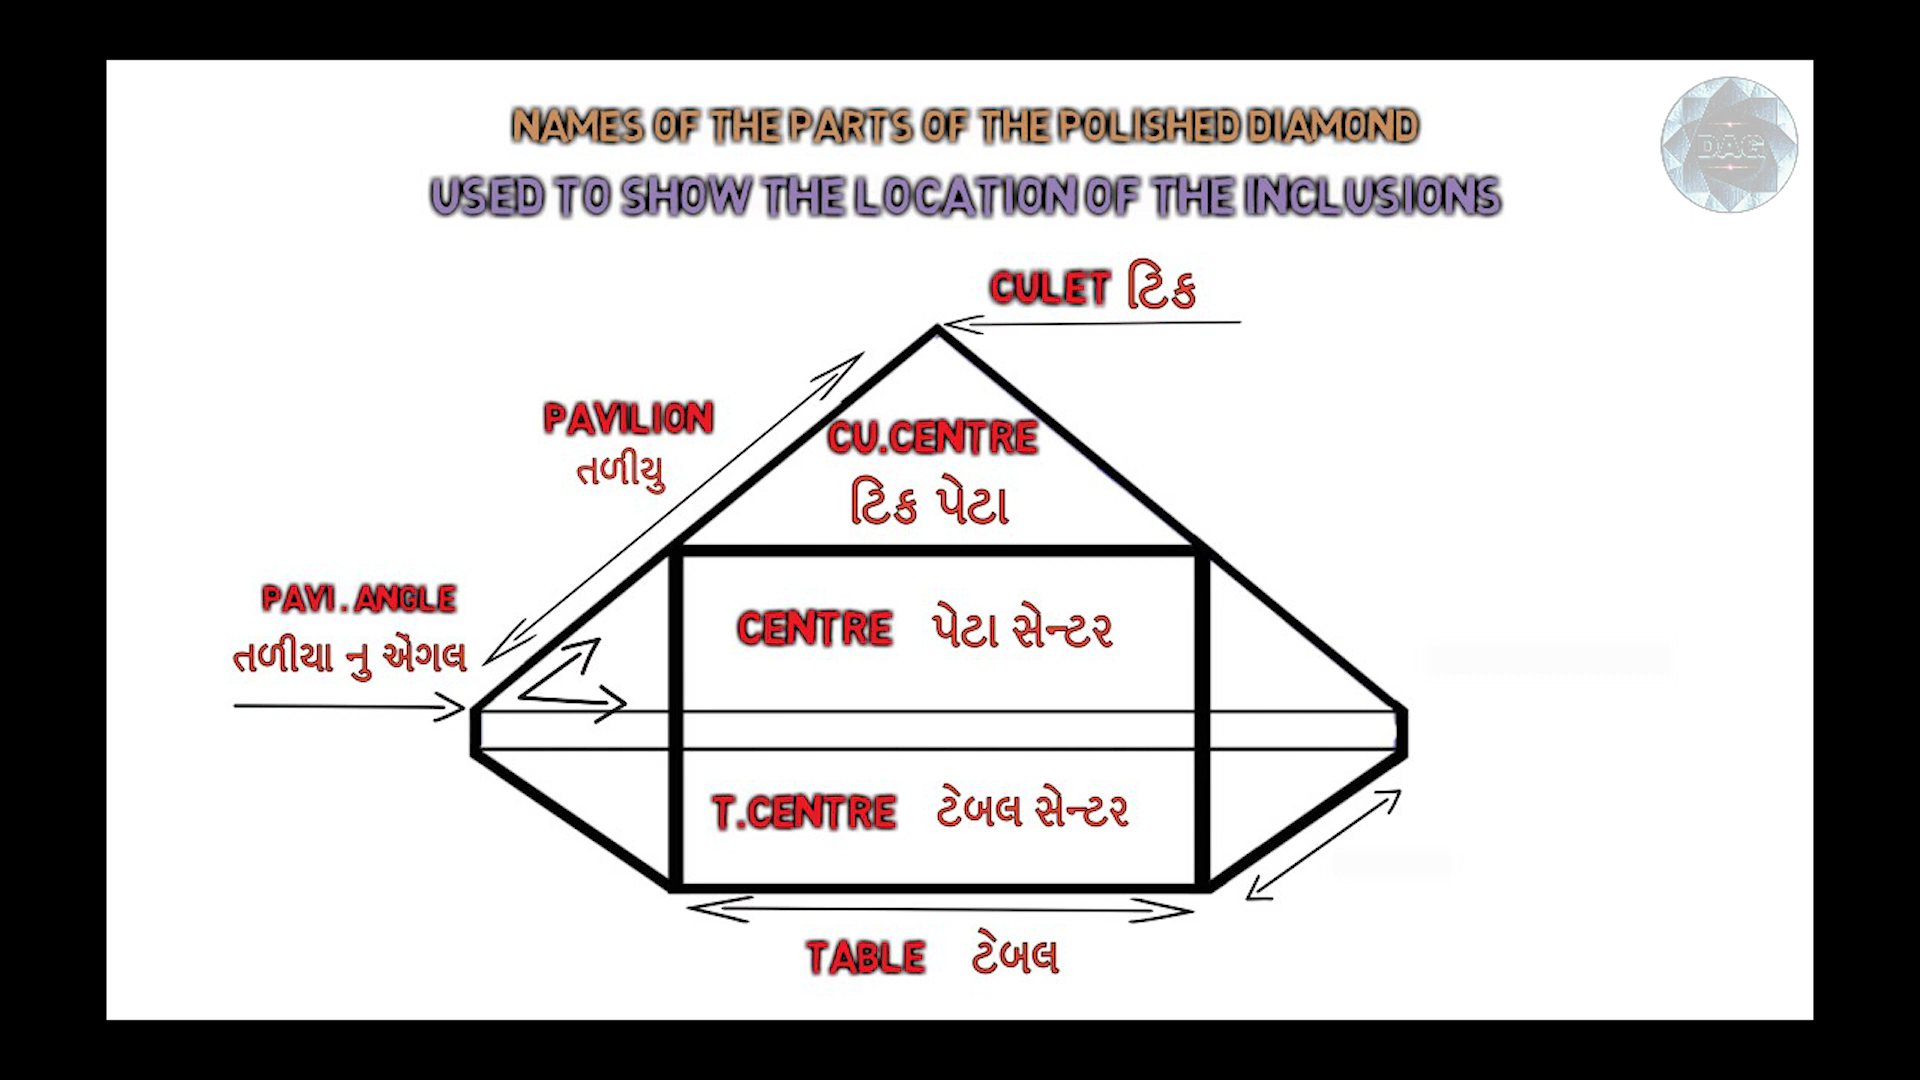 NAMES OF THE PARTS OF THE POLISHED DIAMOND
USED TO SHOW THE LOCATION OF THE INCLUSIONS
DAG
CULET ટિક
PAVILION
તળીયુ
CU.CENTRE
ટિક પેટા
PAVI.ANGLE
તળીયા નુ એંગલ
CENTRE પેટા સેન્ટર
T.CENTRE ટેબલ સેન્ટર
TABLE ટેબલ